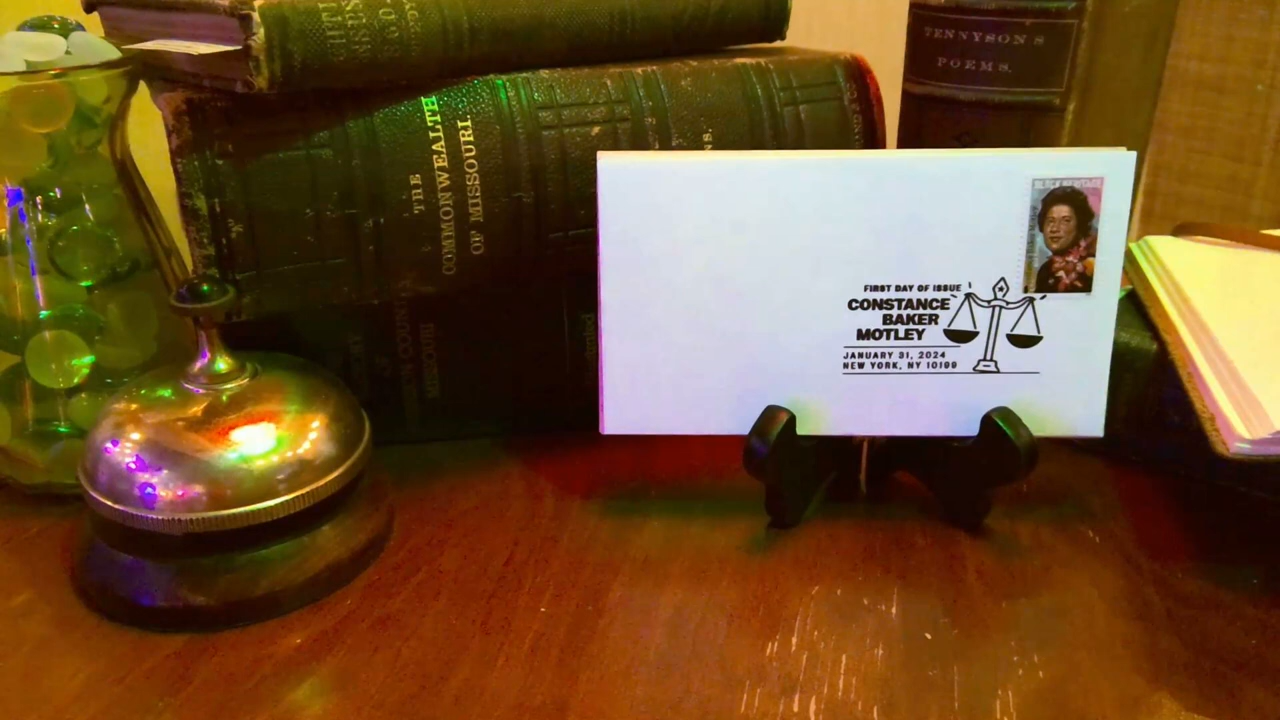 THE
COMMONWEALTH
OF MISSOURI.
TENNYSON'S
POEMS.
BLACK HERITAGE
FIRST DAY OF ISSUE
CONSTANCE
BAKER
MOTLEY
JANUARY 31, 2024
NEW YORK, NY 10199
MISSOURI